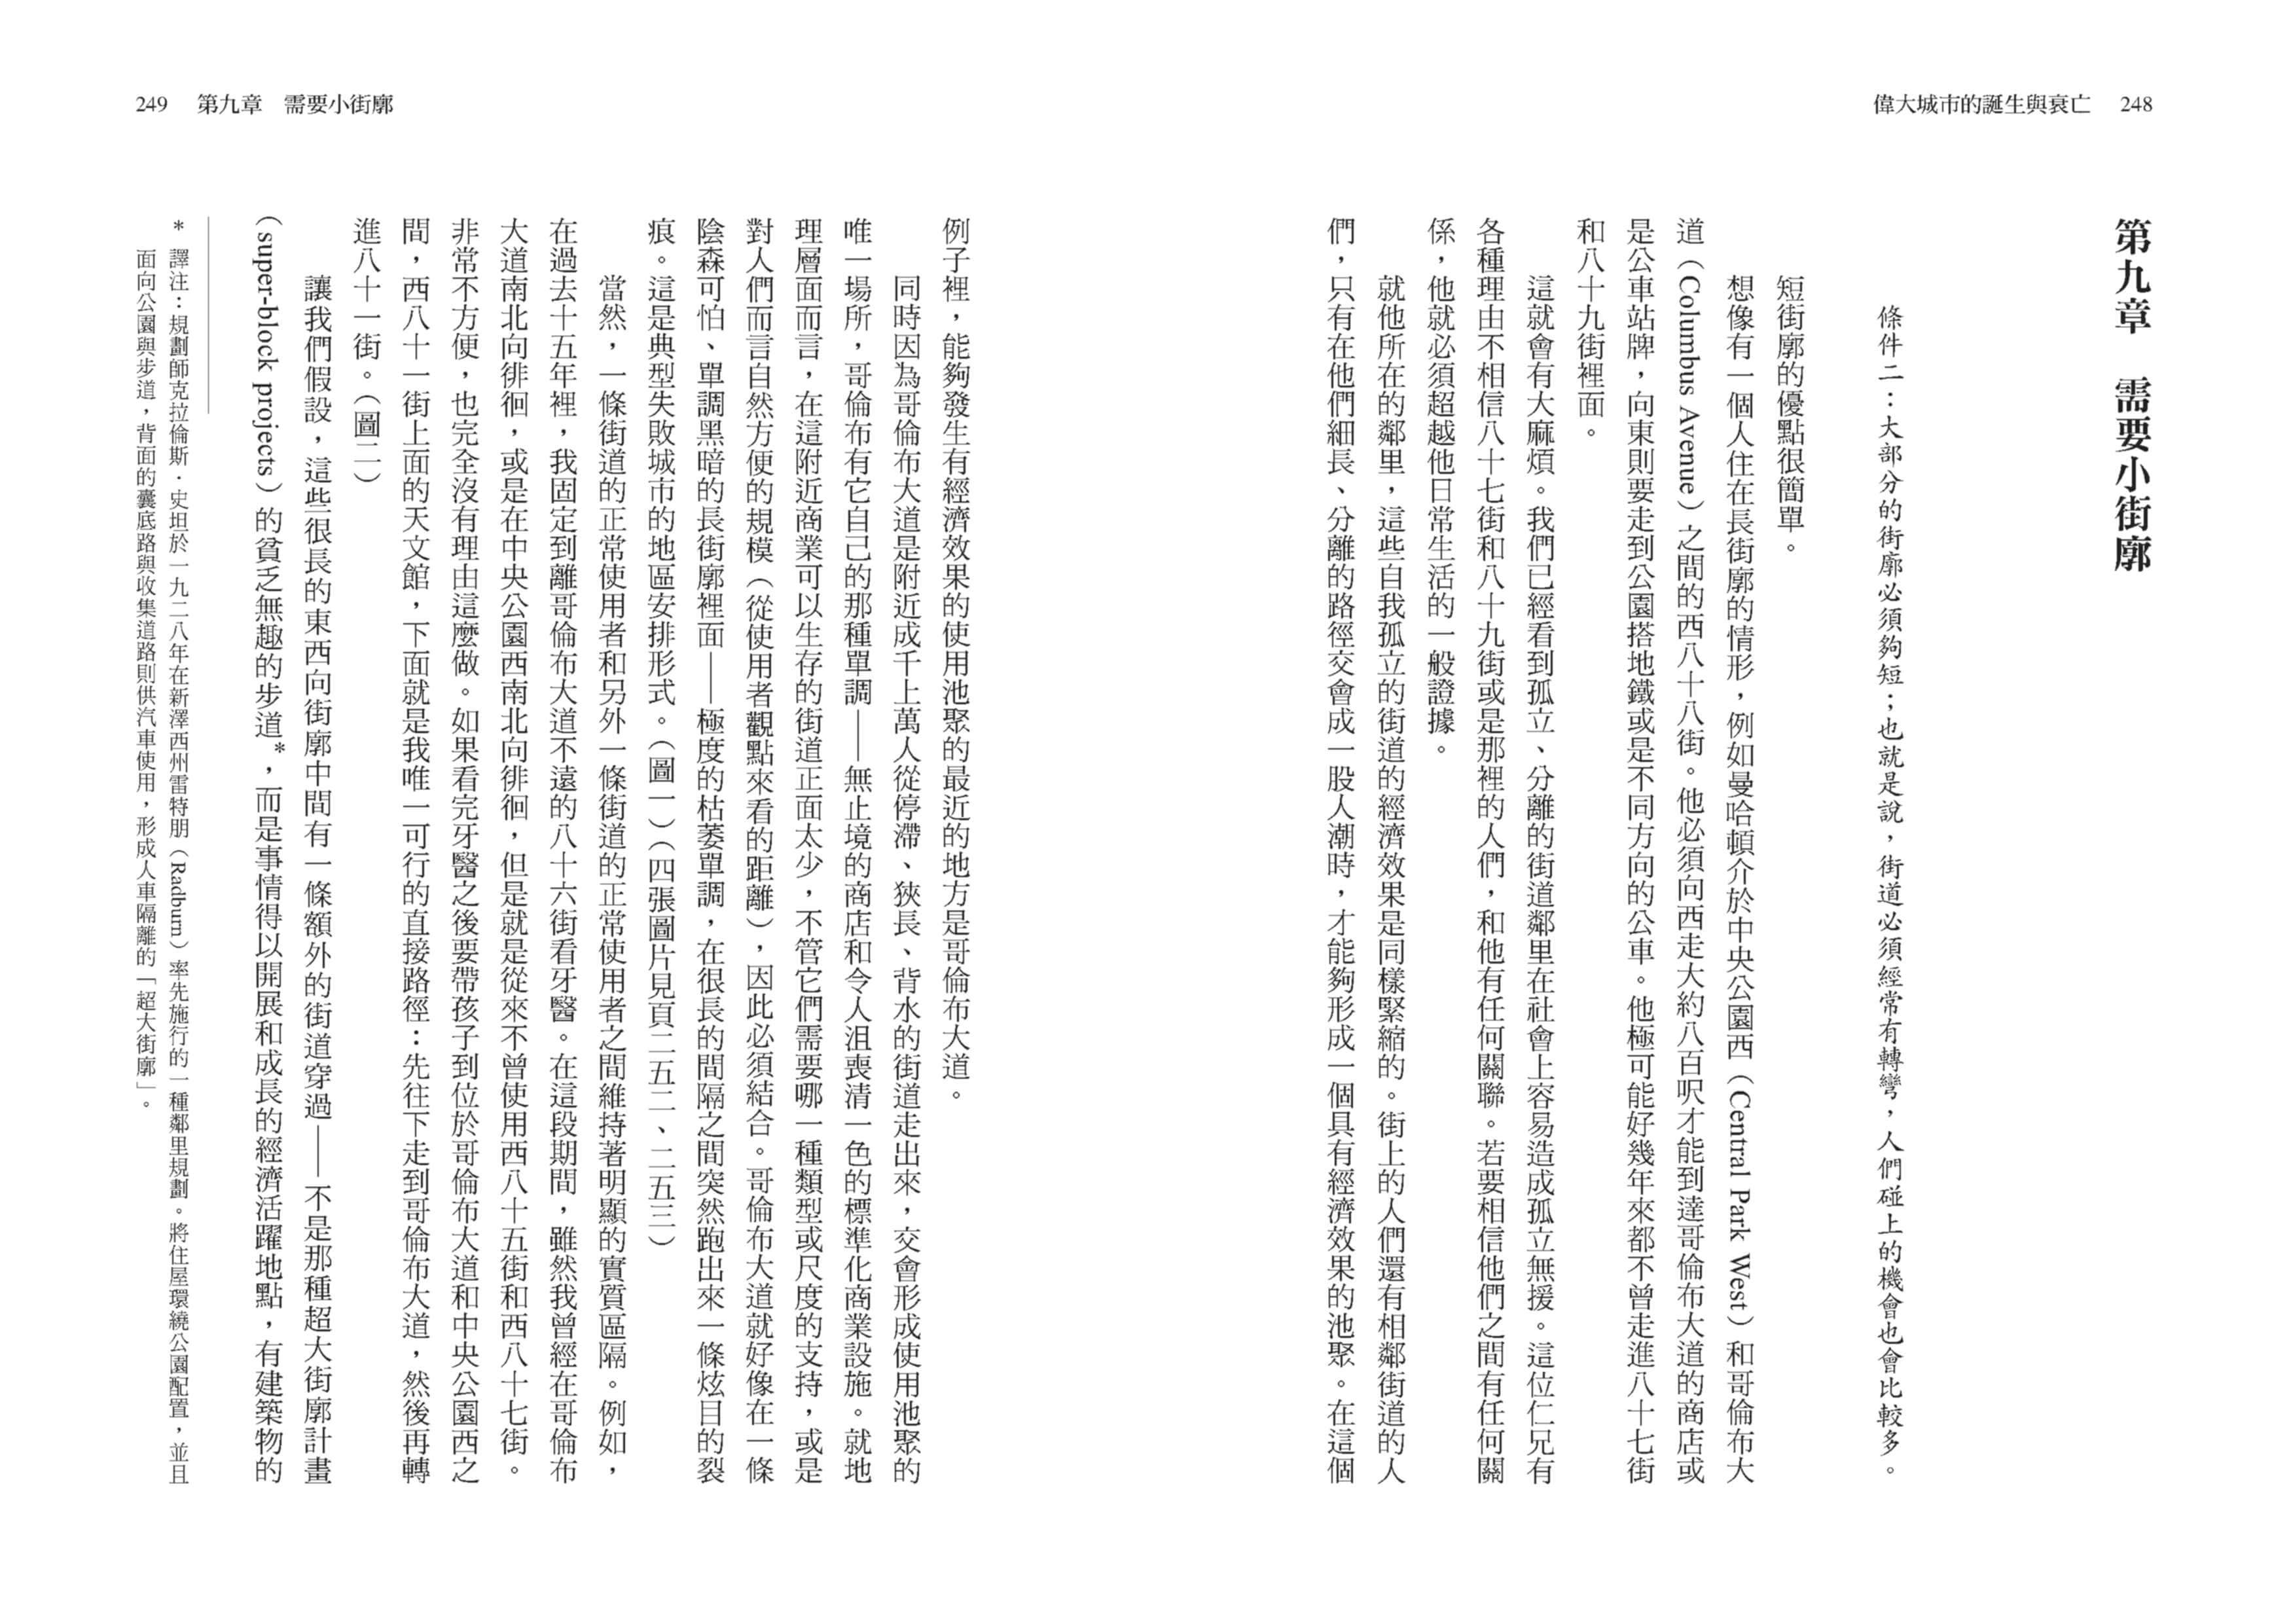 偉大城市的誕生與衰亡 248
第九章 需要小街廓
條件二：大部分的街廓必須夠短；也就是說，街道必須經常有轉彎，人們碰上的機會也會比較多。
短街廓的優點很簡單。
想像有一個人住在長街廓的情形，例如曼哈頓介於中央公園西（Central Park West）和哥倫布大
道（Columbus Avenue）之間的西八十八街。他必須向西走大約八百呎才能到達哥倫布大道的商店或
是公車站牌，向東則要走到公園搭地鐵或是不同方向的公車。他極可能好幾年來都不曾走進八十七街
和八十九街裡面。
這就會有大麻煩。我們已經看到孤立、分離的街道鄰里在社會上容易造成孤立無援。這位仁兄有
各種理由不相信八十七街和八十九街或是那裡的人們，和他有任何關聯。若要相信他們之間有任何關
係，他就必須超越他日常生活的一般證據。
就他所在的鄰里，這些自我孤立的街道的經濟效果是同樣緊縮的。街上的人們還有相鄰街道的人
們，只有在他們細長、分離的路徑交會成一股人潮時，才能夠形成一個具有經濟效果的池聚。在這個
249 第九章 需要小街廓
例子裡，能夠發生有經濟效果的使用池聚的最近的地方是哥倫布大道。
同時因為哥倫布大道是附近成千上萬人從停滯、狹長、背水的街道走出來，交會形成使用池聚的
唯一場所，哥倫布有它自己的那種單調——無止境的商店和令人沮喪清一色的標準化商業設施。就地
理層面而言，在這附近商業可以生存的街道正面太少，不管它們需要哪一種類型或尺度的支持，或是
對人們而言自然方便的規模（從使用者觀點來看的距離），因此必須結合。哥倫布大道就好像在一條
陰森可怕、單調黑暗的長街廓裡面——極度的枯萎單調，在很長的間隔之間突然跑出來一條炫目的裂
痕。這是典型失敗城市的地區安排形式。（圖一）（四張圖片見頁二五二、二五三）
當然，一條街道的正常使用者和另外一條街道的正常使用者之間維持著明顯的實質區隔。例如，
在過去十五年裡，我固定到離哥倫布大道不遠的八十六街看牙醫。在這段期間，雖然我曾經在哥倫布
大道南北向徘徊，或是在中央公園西南北向徘徊，但是就是從來不曾使用西八十五街和西八十七街。
非常不方便，也完全沒有理由這麼做。如果看完牙醫之後要帶孩子到位於哥倫布大道和中央公園西之
間，西八十一街上面的天文館，下面就是我唯一可行的直接路徑：先往下走到哥倫布大道，然後再轉
進八十一街。（圖二）
讓我們假設，這些很長的東西向街廓中間有一條額外的街道穿過——不是那種超大街廓計畫
（super-block projects）的貧乏無趣的步道*，而是事情得以開展和成長的經濟活躍地點，有建築物的
* 譯注：規劃師克拉倫斯．史坦於一九二八年在新澤西州雷特朋（Radburn）率先施行的一種鄰里規劃。將住屋環繞公園配置，並且
面向公園與步道，背面的囊底路與收集道路則供汽車使用，形成人車隔離的「超大街廓」。